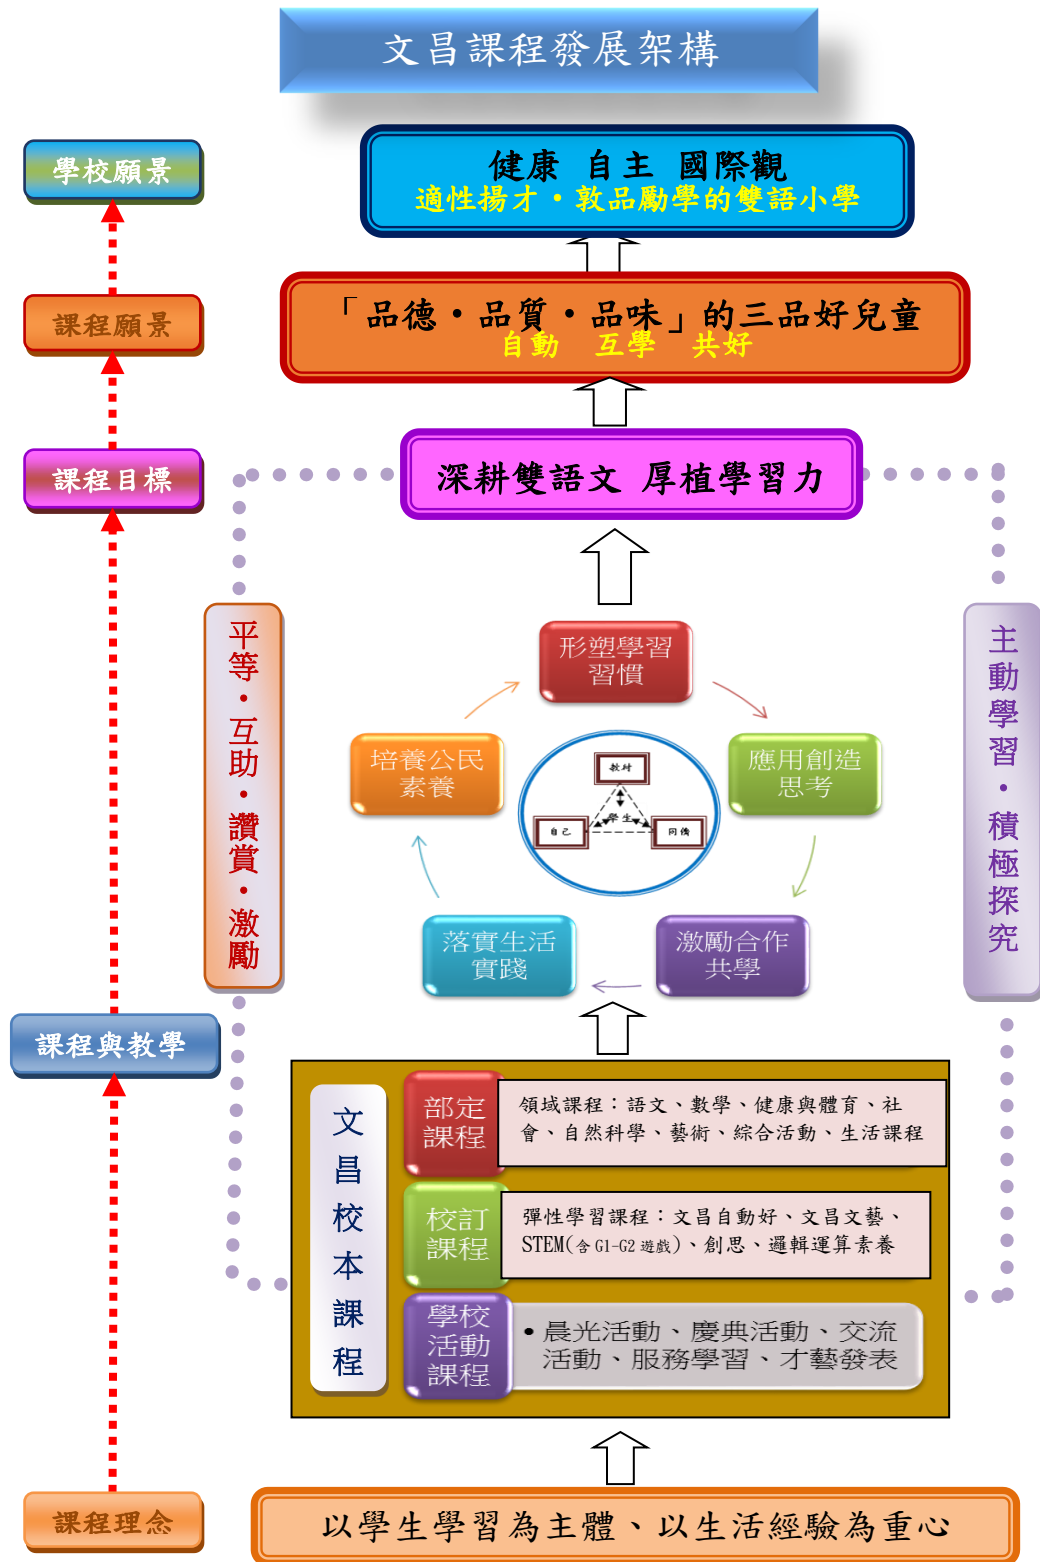 文昌課程發展架構
學校願景
健康 自主 國際觀
適性揚才・敦品勵學的雙語小學
課程願景
「品德・品質・品味」的三品好兒童
自動 互學 共好
課程目標
深耕雙語文 厚植學習力
平等・互助・讚賞・激勵
主動學習・積極探究
形塑學習
習慣
培養公民
素養
應用創造
思考
教材
學生
自己
同儕
落實生活
實踐
激勵合作
共學
課程與教學
文昌校本課程
部定
課程
領域課程：語文、數學、健康與體育、社
會、自然科學、藝術、綜合活動、生活課程
校訂
課程
彈性學習課程：文昌自動好、文昌文藝、
STEM(含 G1-G2 遊戲)、創思、邏輯運算素養
學校
活動
課程
•晨光活動、慶典活動、交流
活動、服務學習、才藝發表
課程理念
以學生學習為主體、以生活經驗為重心